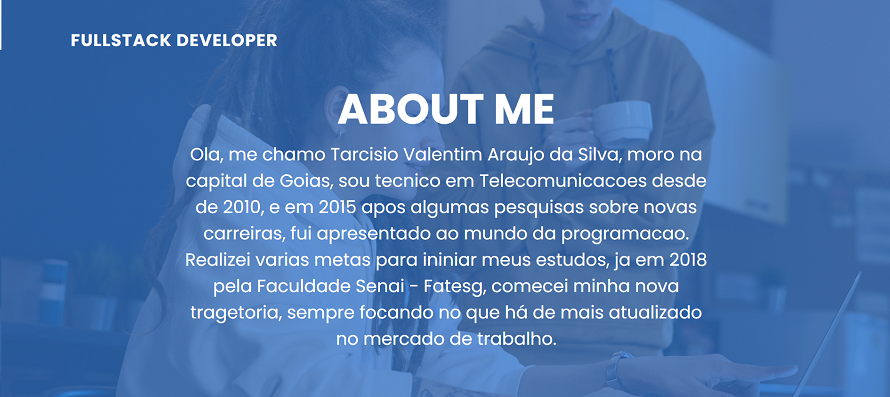 FULLSTACK DEVELOPER
ABOUT ME
Ola, me chamo Tarcisio Valentim Araujo da Silva, moro na
capital de Goias, sou tecnico em Telecomunicacoes desde
de 2010, e em 2015 apos algumas pesquisas sobre novas
carreiras, fui apresentado ao mundo da programacao.
Realizei varias metas para ininiar meus estudos, ja em 2018
pela Faculdade Senai - Fatesg, comecei minha nova
tragetoria, sempre focando no que há de mais atualizado
no mercado de trabalho.